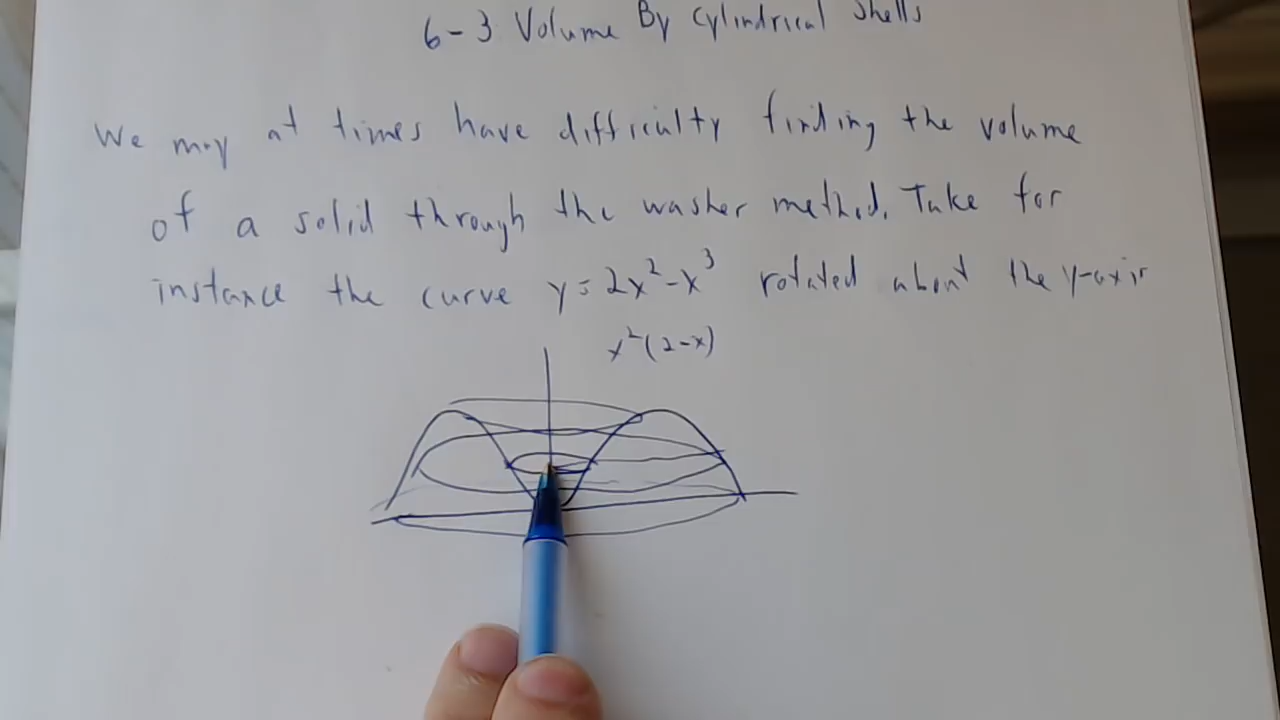 6-3 Volume By Cylindrical Shells
We may at times have difficulty finding the volume
of a solid through the washer method. Take for
instance the curve y = 2x² - x³ rotated about the y-axis
x²(2-x)